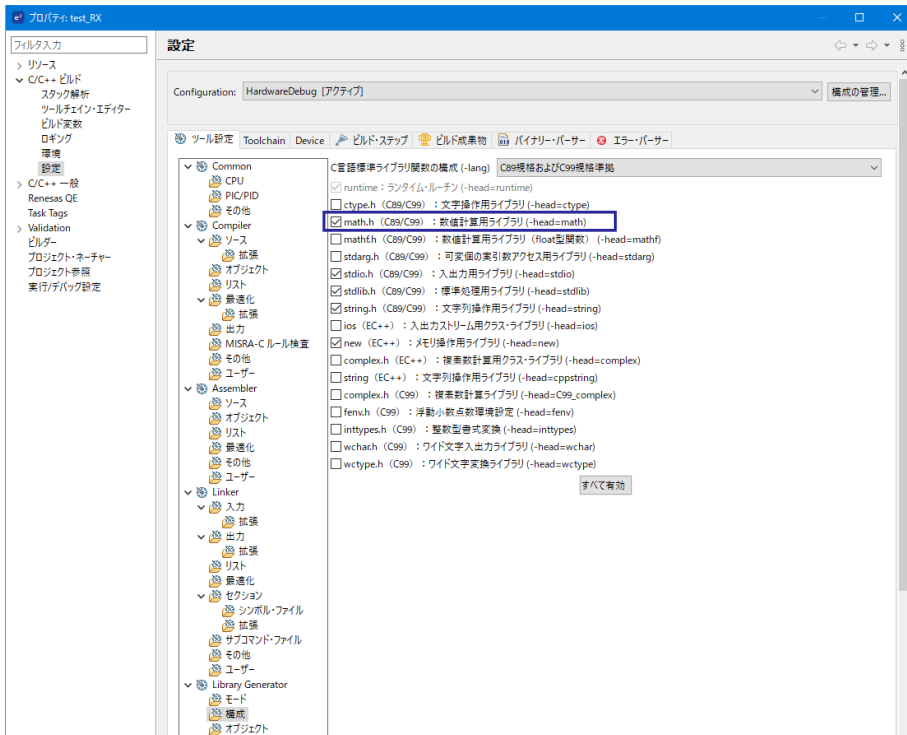 e² プロパティ: test_RX
フィルタ入力
リソース
C/C++ ビルド
スタック解析
ツールチェイン・エディター
ビルド変数
ロギング
環境
設定
C/C++ 一般
Renesas QE
Task Tags
Validation
ビルダー
プロジェクト・ネーチャー
プロジェクト参照
実行/デバッグ設定
設定
Configuration: HardwareDebug [アクティブ] 構成の管理...
ツール設定 Toolchain Device ビルド・ステップ ビルド成果物 バイナリー・パーサー エラー・パーサー
Common
CPU
PIC/PID
その他
Compiler
ソース
拡張
オブジェクト
リスト
最適化
拡張
出力
MISRA-C ルール検査
その他
ユーザー
Assembler
ソース
オブジェクト
リスト
最適化
その他
ユーザー
Linker
入力
拡張
出力
拡張
リスト
最適化
セクション
シンボル・ファイル
拡張
サブコマンド・ファイル
その他
ユーザー
Library Generator
モード
構成
オブジェクト
C言語標準ライブラリ関数の構成 (-lang) C89規格およびC99規格準拠
runtime：ランタイム・ルーチン (-head=runtime)
ctype.h（C89/C99）：文字操作用ライブラリ (-head=ctype)
math.h（C89/C99）：数値計算用ライブラリ (-head=math)
mathf.h（C89/C99）：数値計算用ライブラリ（float型関数） (-head=mathf)
stdarg.h（C89/C99）：可変個の実引数アクセス用ライブラリ (-head=stdarg)
stdio.h（C89/C99）：入出力用ライブラリ (-head=stdio)
stdlib.h（C89/C99）：標準処理用ライブラリ (-head=stdlib)
string.h（C89/C99）：文字列操作用ライブラリ (-head=string)
ios（EC++）：入出力ストリーム用クラス・ライブラリ (-head=ios)
new（EC++）：メモリ操作用ライブラリ (-head=new)
complex.h（EC++）：複素数計算用クラス・ライブラリ (-head=complex)
string（EC++）：文字列操作用ライブラリ (-head=cppstring)
complex.h（C99）：複素数計算ライブラリ (-head=C99_complex)
fenv.h（C99）：浮動小数点数環境設定 (-head=fenv)
inttypes.h（C99）：整数型書式変換 (-head=inttypes)
wchar.h（C99）：ワイド文字入出力ライブラリ (-head=wchar)
wctype.h（C99）：ワイド文字変換ライブラリ (-head=wctype)
すべて有効